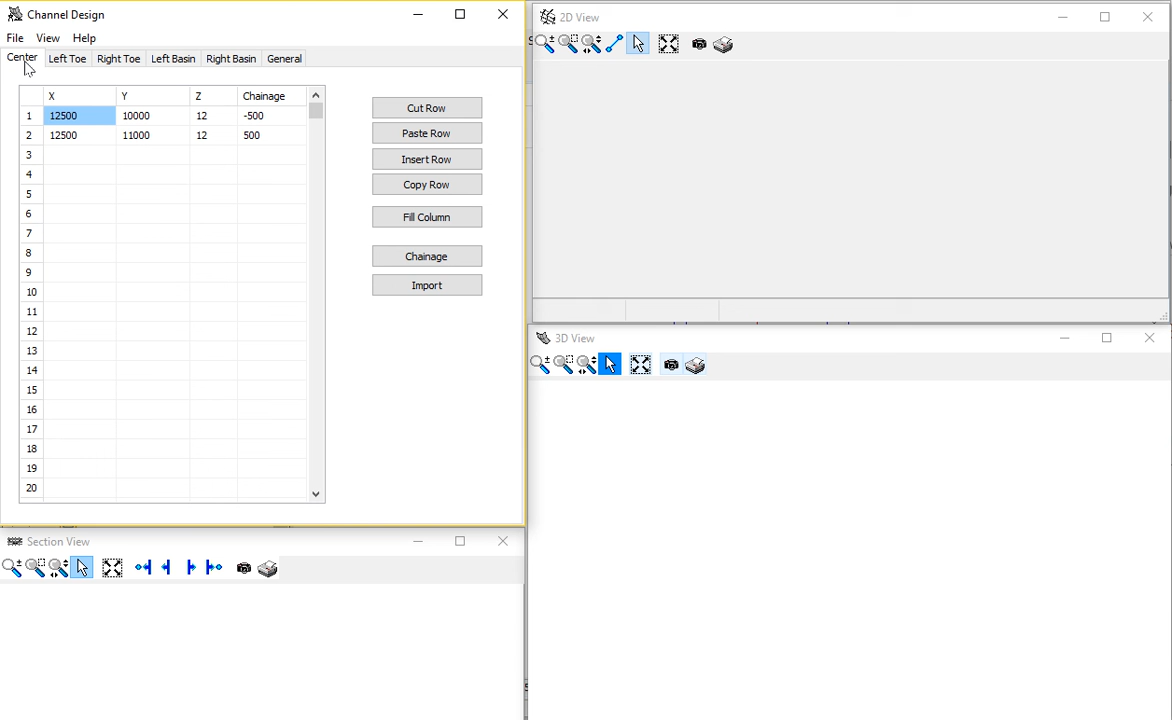 Channel Design
File View Help
Center Left Toe Right Toe Left Basin Right Basin General
X Y Z Chainage
1 12500 10000 12 -500
2 12500 11000 12 500
3
4
5
6
7
8
9
10
11
12
13
14
15
16
17
18
19
20
Cut Row
Paste Row
Insert Row
Copy Row
Fill Column
Chainage
Import
2D View
3D View
Section View